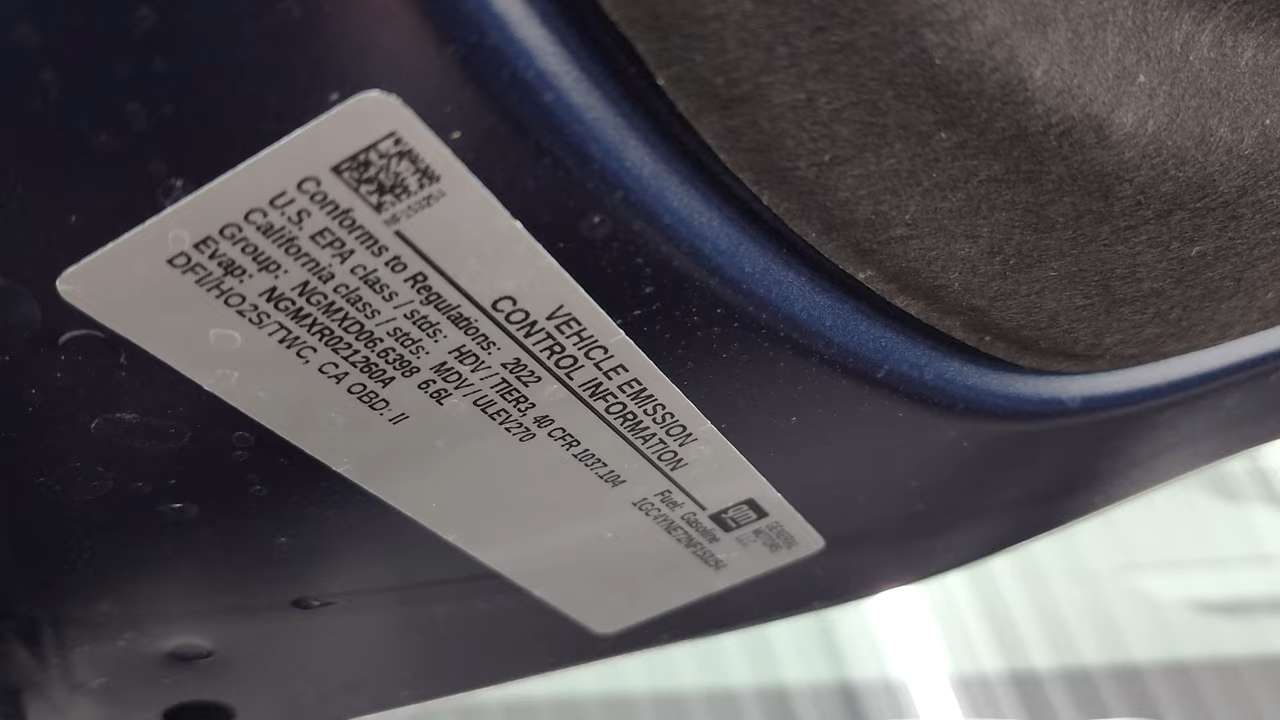 VEHICLE EMISSION
CONTROL INFORMATION
gm
GENERAL
MOTORS
LLC
Conforms to Regulations: 2022
Fuel: Gasoline
U.S. EPA class / stds: HDV / TIER3, 40 CFR 1037.104
California class / stds: MDV / ULEV270
Group: NGMXD06.6398 6.6L
Evap: NGMXR021260A
DFI/HO2S/TWC, CA OBD: II